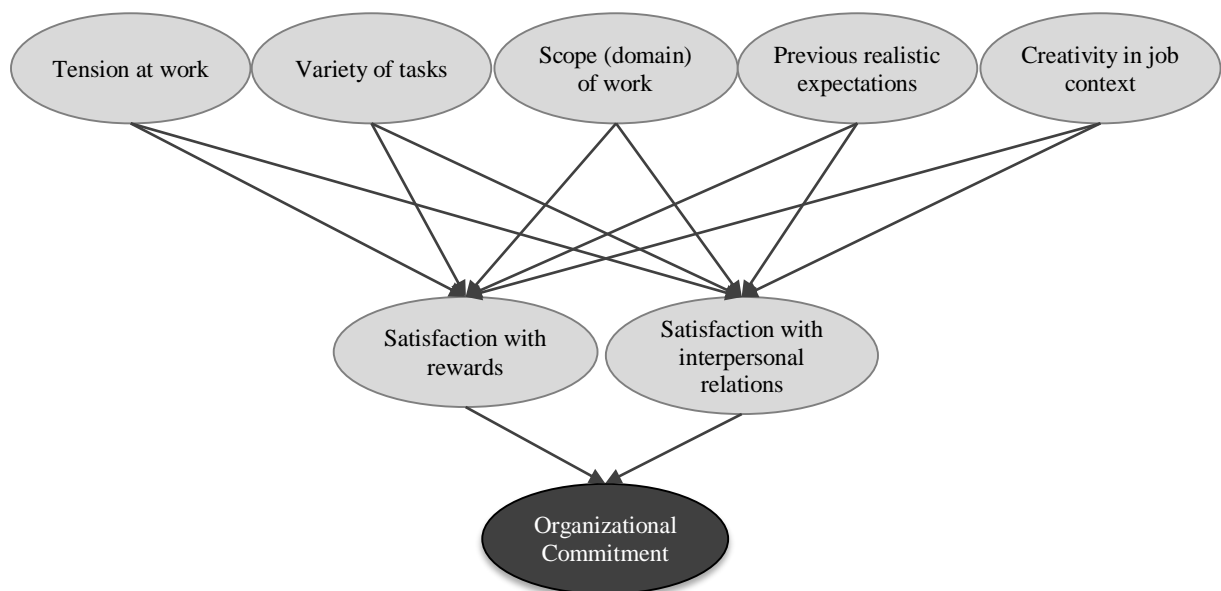 Tension at work
Variety of tasks
Scope (domain)
of work
Previous realistic
expectations
Creativity in job
context
Satisfaction with
rewards
Satisfaction with
interpersonal
relations
Organizational
Commitment